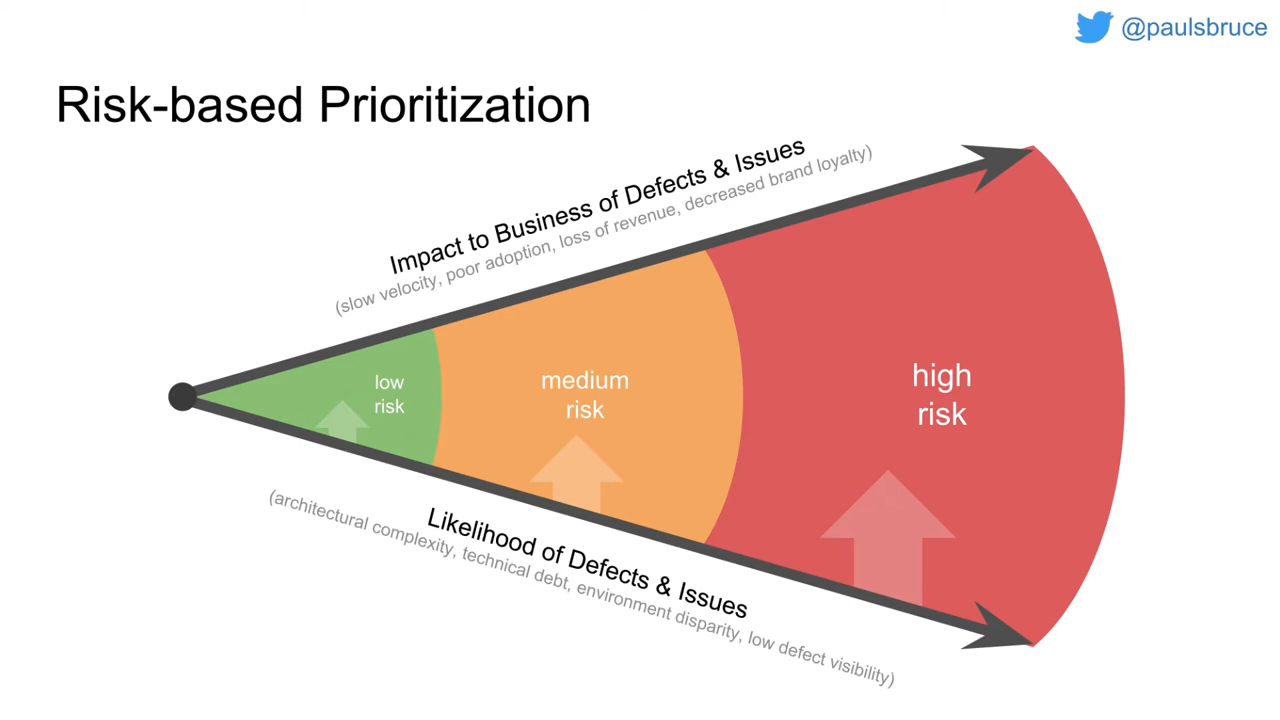 @paulsbruce
Risk-based Prioritization
Impact to Business of Defects & Issues
(slow velocity, poor adoption, loss of revenue, decreased brand loyalty)
low
risk
medium
risk
high
risk
Likelihood of Defects & Issues
(architectural complexity, technical debt, environment disparity, low defect visibility)